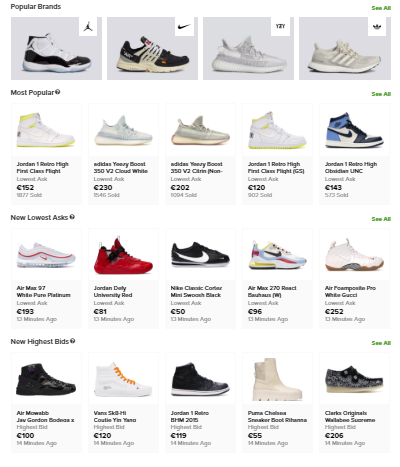 Popular Brands
See All
YZY
Most Popular
See All
Jordan 1 Retro High
First Class Flight
Lowest Ask
€152
1877 Sold
adidas Yeezy Boost
350 V2 Cloud White
Lowest Ask
€230
1546 Sold
adidas Yeezy Boost
350 V2 Citrin (Non-
Lowest Ask
€202
1094 Sold
Jordan 1 Retro High
First Class Flight (GS)
Lowest Ask
€120
902 Sold
Jordan 1 Retro High
Obsidian UNC
Lowest Ask
€143
573 Sold
New Lowest Asks
See All
Air Max 97
White Pure Platinum
Lowest Ask
€193
13 Minutes Ago
Jordan Defy
University Red
Lowest Ask
€81
13 Minutes Ago
Nike Classic Cortez
Mini Swoosh Black
Lowest Ask
€50
13 Minutes Ago
Air Max 270 React
Bauhaus (W)
Lowest Ask
€96
13 Minutes Ago
Air Foamposite Pro
White Gucci
Lowest Ask
€252
13 Minutes Ago
New Highest Bids
See All
Air Mowabb
Jay Gordon Bodega x
Highest Bid
€100
14 Minutes Ago
Vans Sk8-Hi
Coutie Yin Yang
Highest Bid
€120
14 Minutes Ago
Jordan 1 Retro
BHM 2015
Highest Bid
€119
14 Minutes Ago
Puma Chelsea
Sneaker Boot Rihanna
Highest Bid
€55
14 Minutes Ago
Clarks Originals
Wallabee Supreme
Highest Bid
€206
14 Minutes Ago